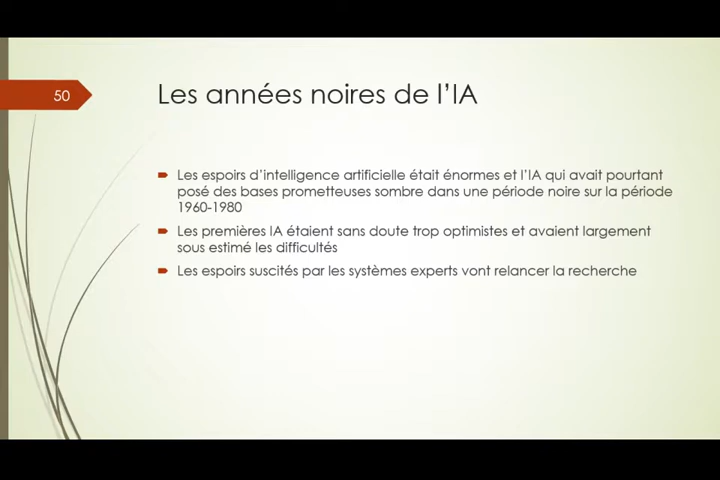 50
Les années noires de l'IA
Les espoirs d'intelligence artificielle était énormes et l'IA qui avait pourtant
posé des bases prometteuses sombre dans une période noire sur la période
1960-1980
Les premières IA étaient sans doute trop optimistes et avaient largement
sous estimé les difficultés
Les espoirs suscités par les systèmes experts vont relancer la recherche